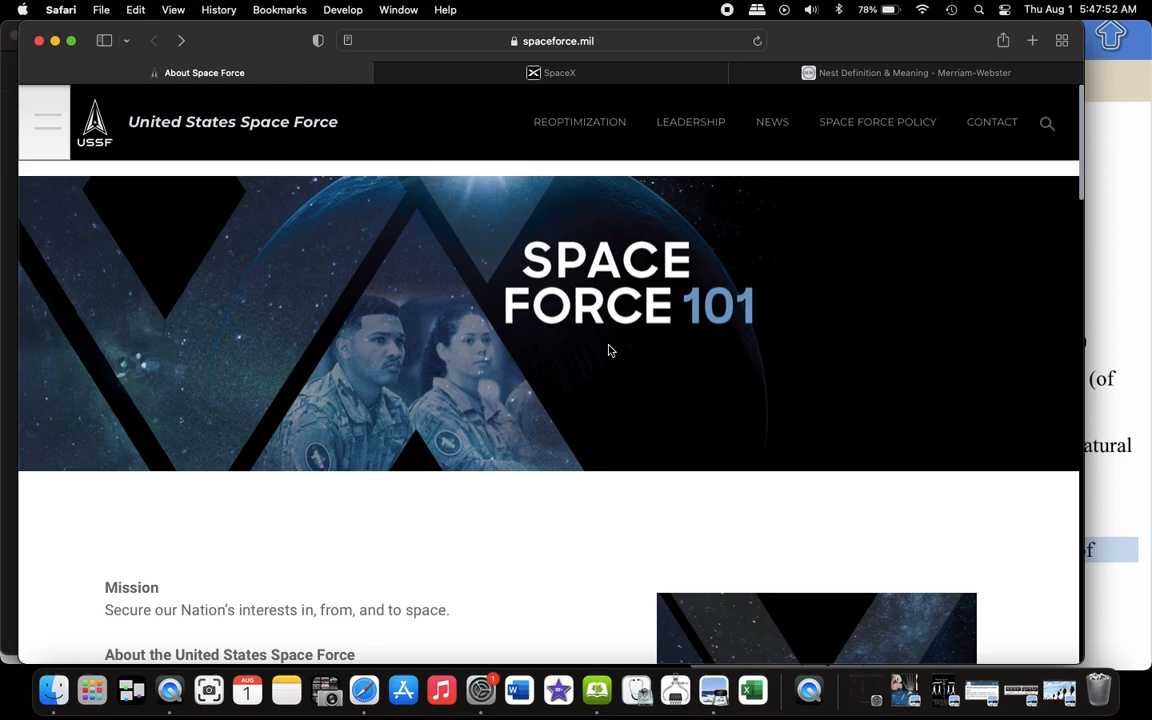 Safari File Edit View History Bookmarks Develop Window Help 78% Thu Aug 1 5:47:52 AM
spaceforce.mil
About Space Force SpaceX Nest Definition & Meaning - Merriam-Webster
USSF United States Space Force REOPTIMIZATION LEADERSHIP NEWS SPACE FORCE POLICY CONTACT
SPACE
FORCE 101
(of
atural
of
Mission
Secure our Nation's interests in, from, and to space.
About the United States Space Force
AUG
1
1